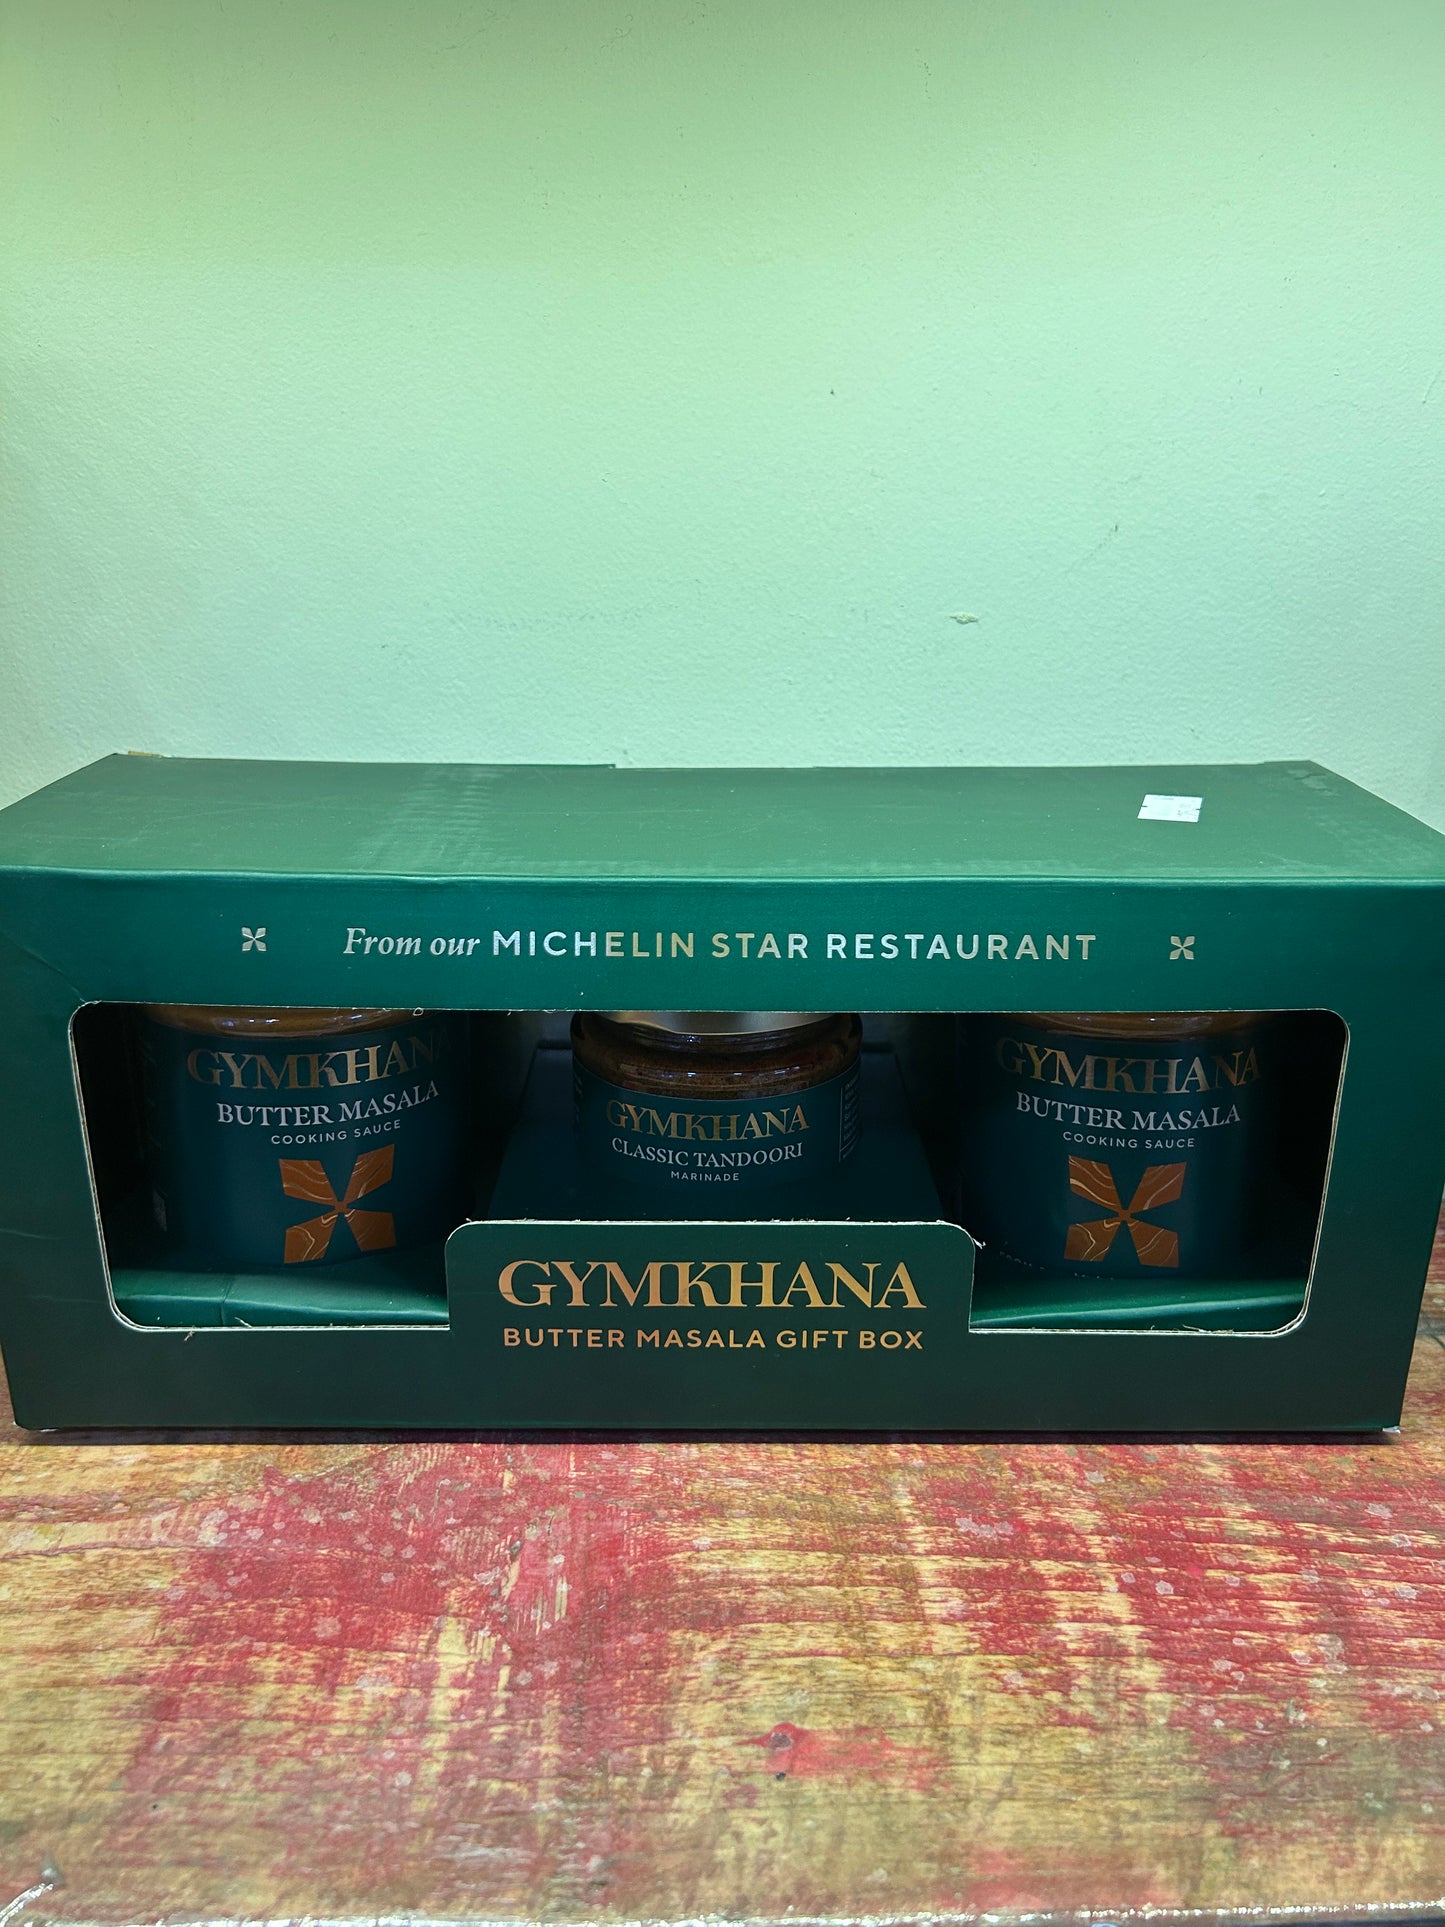 From our MICHELIN STAR RESTAURANT
GYMKHANA
BUTTER MASALA
COOKING SAUCE
GYMKHANA
CLASSIC TANDOORI
MARINADE
GYMKHANA
BUTTER MASALA
COOKING SAUCE
GYMKHANA
BUTTER MASALA GIFT BOX